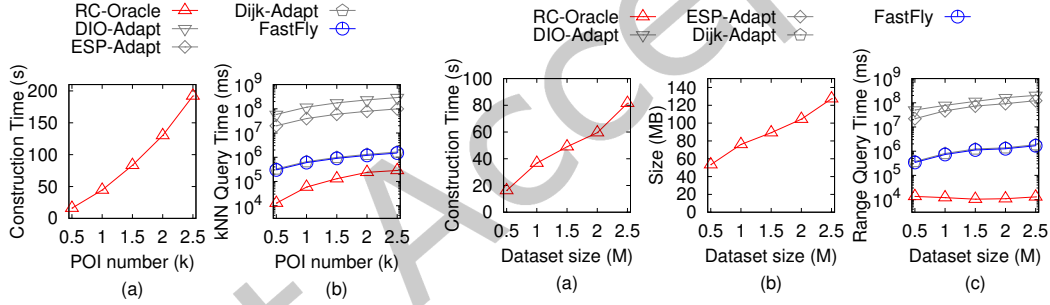 RC-Oracle
DIO-Adapt
ESP-Adapt
Dijk-Adapt
FastFly
Construction Time (s)
200
150
100
50
0
0.5 1 1.5 2 2.5
POI number (k)
(a)
kNN Query Time (ms)
10^9
10^8
10^7
10^6
10^5
10^4
0.5 1 1.5 2 2.5
POI number (k)
(b)
RC-Oracle
DIO-Adapt
ESP-Adapt
Dijk-Adapt
FastFly
Construction Time (s)
100
80
60
40
20
0
0.5 1 1.5 2 2.5
Dataset size (M)
(a)
Size (MB)
140
120
100
80
60
40
20
0
0.5 1 1.5 2 2.5
Dataset size (M)
(b)
Range Query Time (ms)
10^9
10^8
10^7
10^6
10^5
10^4
0.5 1 1.5 2 2.5
Dataset size (M)
(c)